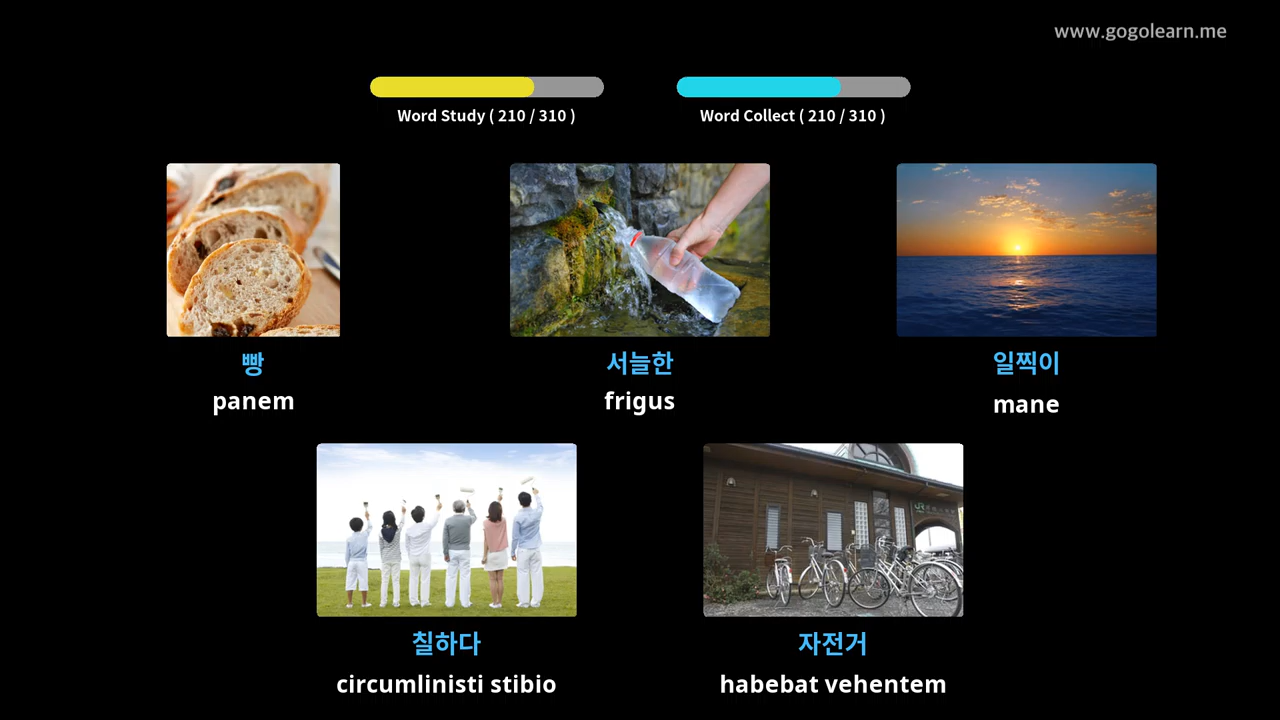 www.gogolearn.me
Word Study ( 210 / 310 )
Word Collect ( 210 / 310 )
빵
panem
서늘한
frigus
일찍이
mane
칠하다
circumlinisti stibio
자전거
habebat vehentem